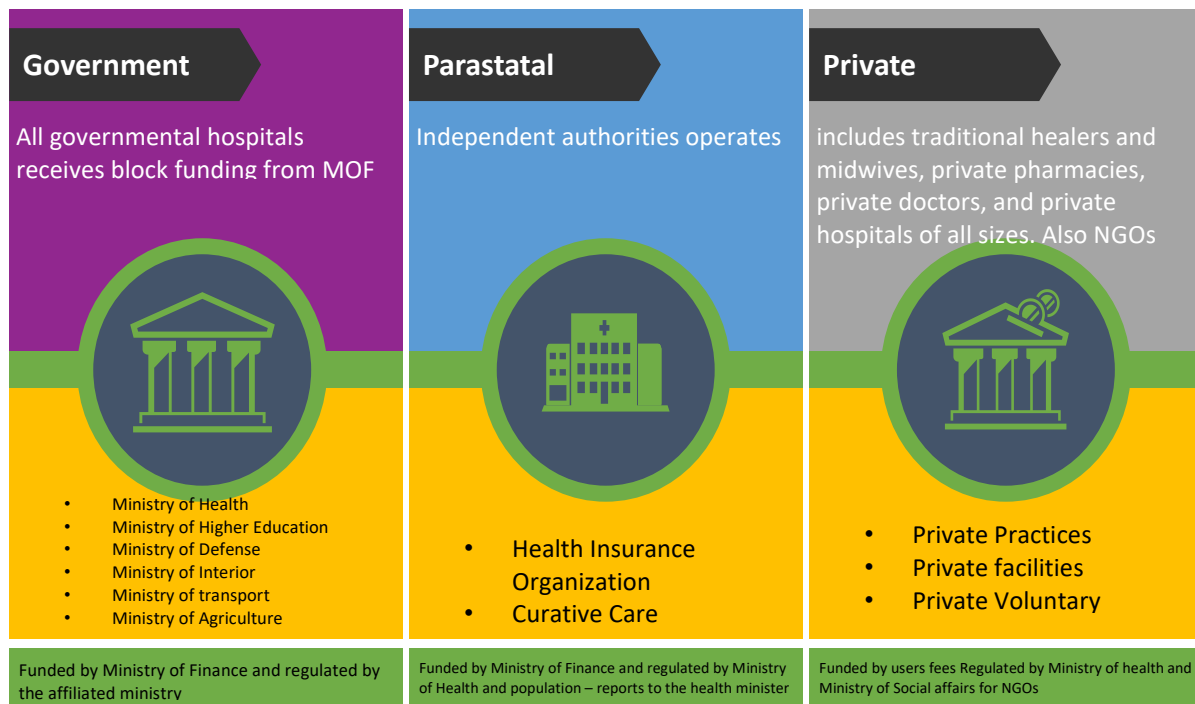 Government
All governmental hospitals
receives block funding from MOF
• Ministry of Health
• Ministry of Higher Education
• Ministry of Defense
• Ministry of Interior
• Ministry of transport
• Ministry of Agriculture
Funded by Ministry of Finance and regulated by
the affiliated ministry
Parastatal
Independent authorities operates
• Health Insurance
Organization
• Curative Care
Funded by Ministry of Finance and regulated by Ministry
of Health and population – reports to the health minister
Private
includes traditional healers and
midwives, private pharmacies,
private doctors, and private
hospitals of all sizes. Also NGOs
• Private Practices
• Private facilities
• Private Voluntary
Funded by users fees Regulated by Ministry of health and
Ministry of Social affairs for NGOs